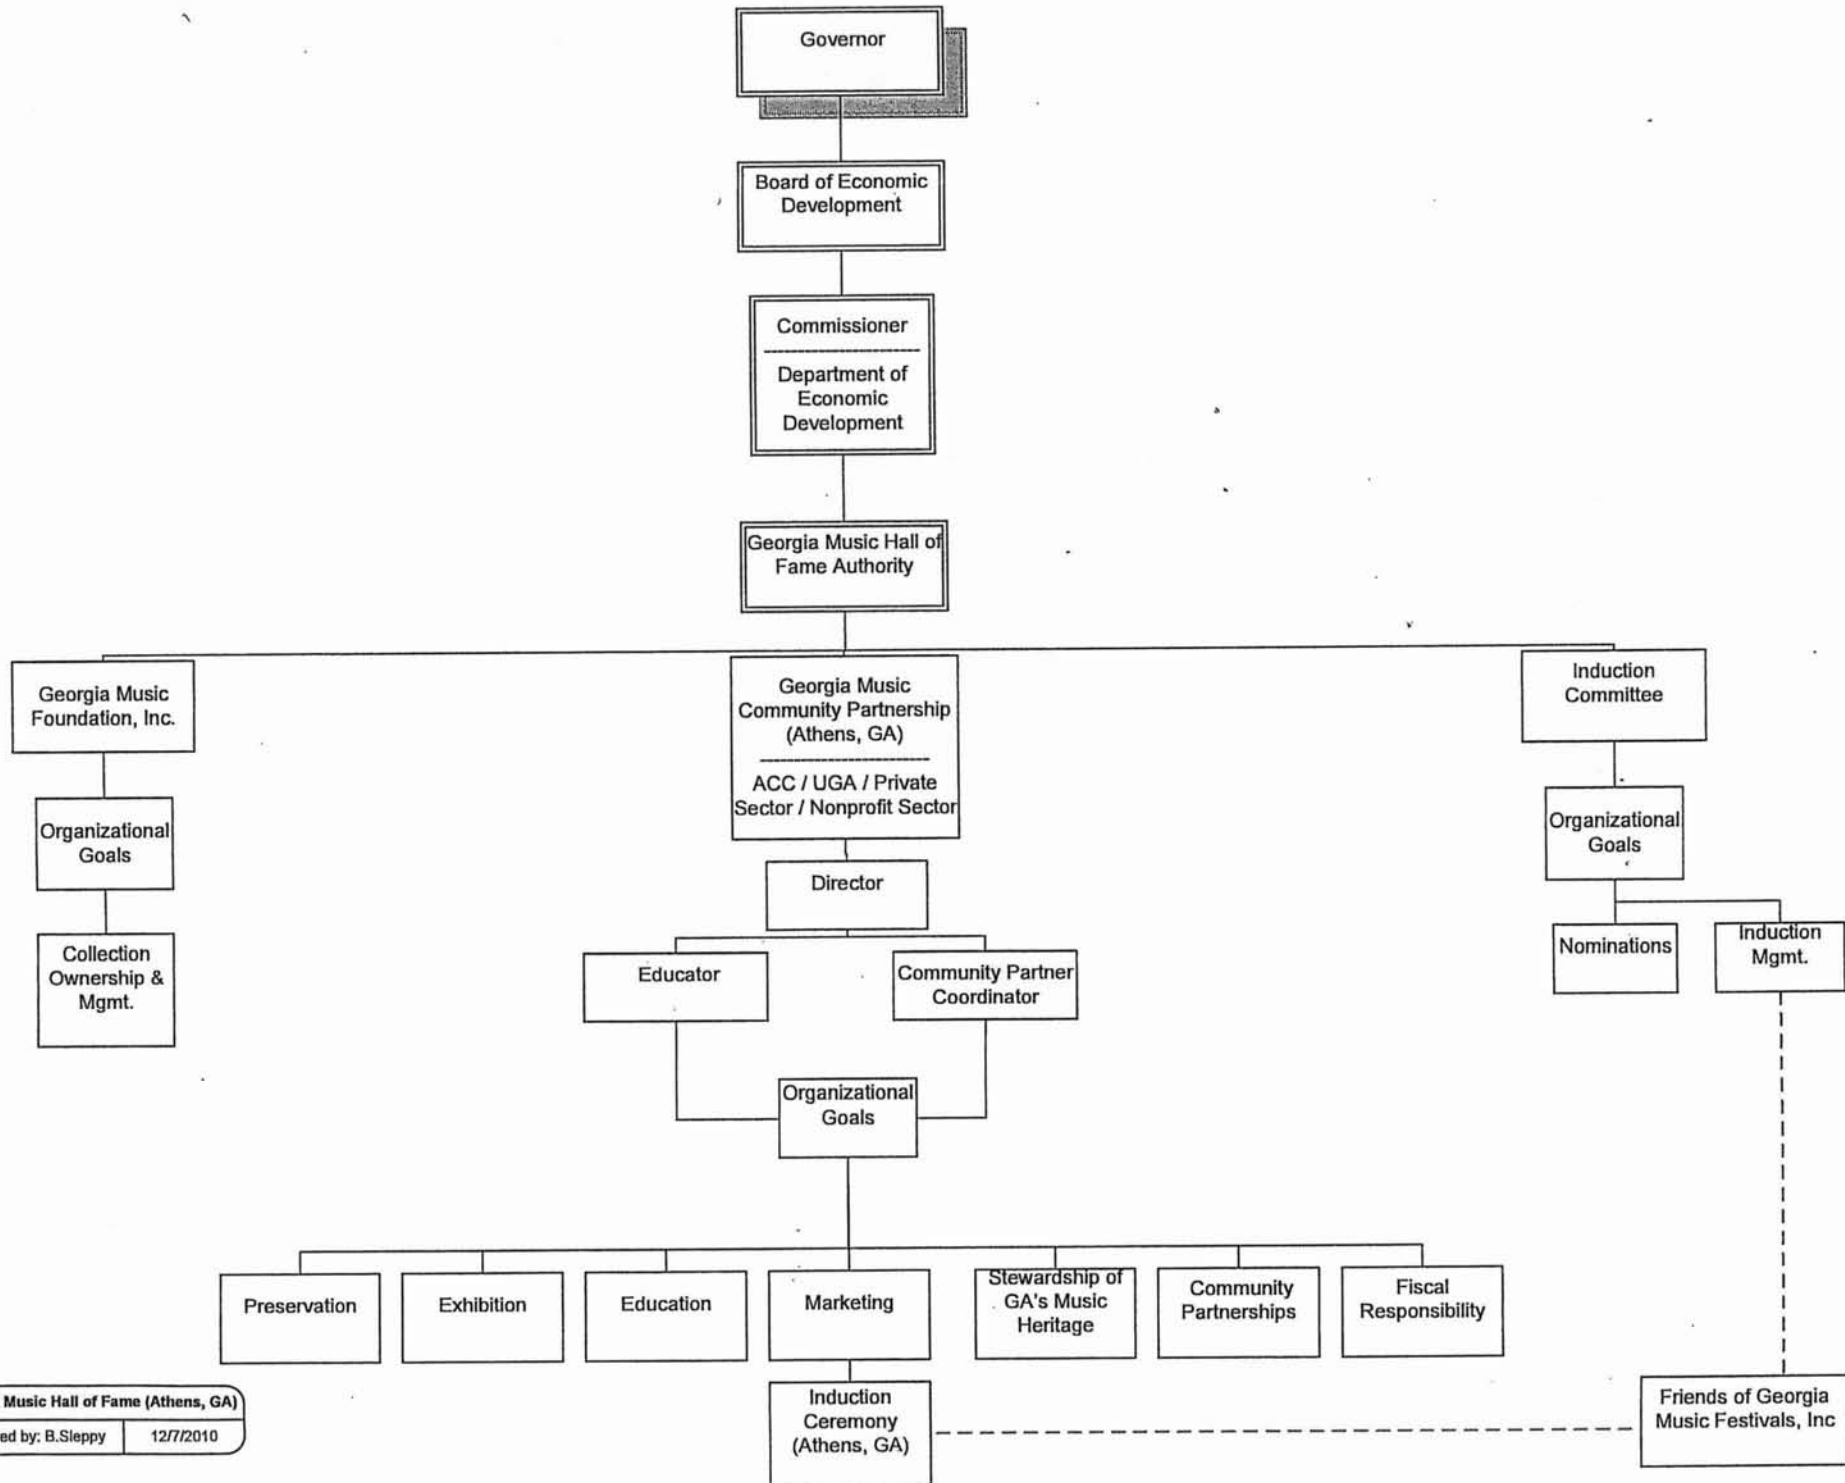 Governor
Board of Economic
Development
Commissioner
Department of
Economic
Development
Georgia Music Hall of
Fame Authority
Georgia Music
Foundation, Inc.
Georgia Music
Community Partnership
(Athens, GA)
ACC / UGA / Private
Sector / Nonprofit Sector
Induction
Committee
Organizational
Goals
Organizational
Goals
Director
Collection
Ownership &
Mgmt.
Educator
Community Partner
Coordinator
Nominations
Induction
Mgmt.
Organizational
Goals
Preservation
Exhibition
Education
Marketing
Stewardship of
GA's Music
Heritage
Community
Partnerships
Fiscal
Responsibility
Induction
Ceremony
(Athens, GA)
Friends of Georgia
Music Festivals, Inc
Music Hall of Fame (Athens, GA)
ed by: B.Sleppy
12/7/2010